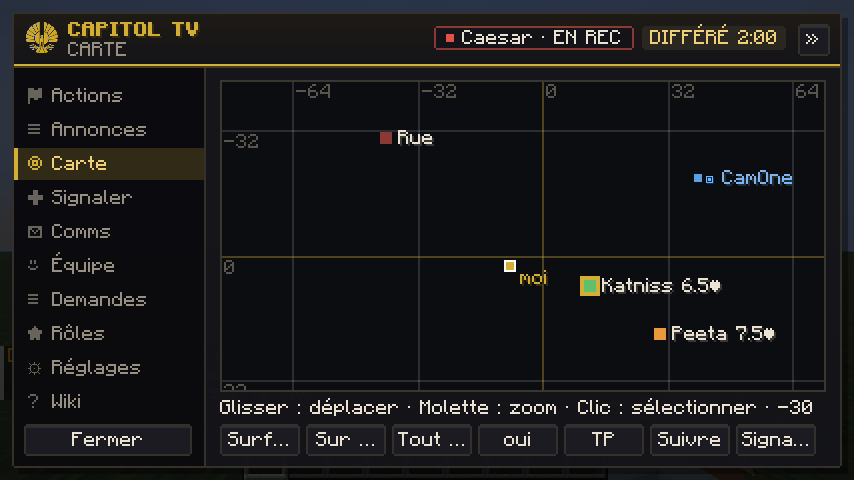 CAPITOL TV
CARTE
Caesar · EN REC
DIFFÉRÉ 2:00
»
Actions
Annonces
Carte
Signaler
Comms
Équipe
Demandes
Rôles
Réglages
? Wiki
Fermer
-64 -32 0 32 64
-32
Rue
CamOne
0
moi
Katniss 6.5♥
Peeta 7.5♥
Glisser : déplacer · Molette : zoom · Clic : sélectionner · -30
Surf... Sur ... Tout ... oui TP Suivre Signa...